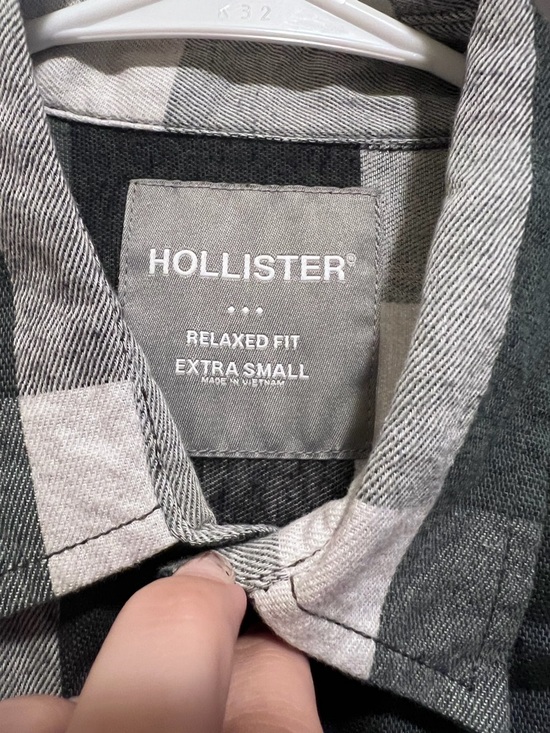 K32
HOLLISTER®
•••
RELAXED FIT
EXTRA SMALL
MADE IN VIETNAM